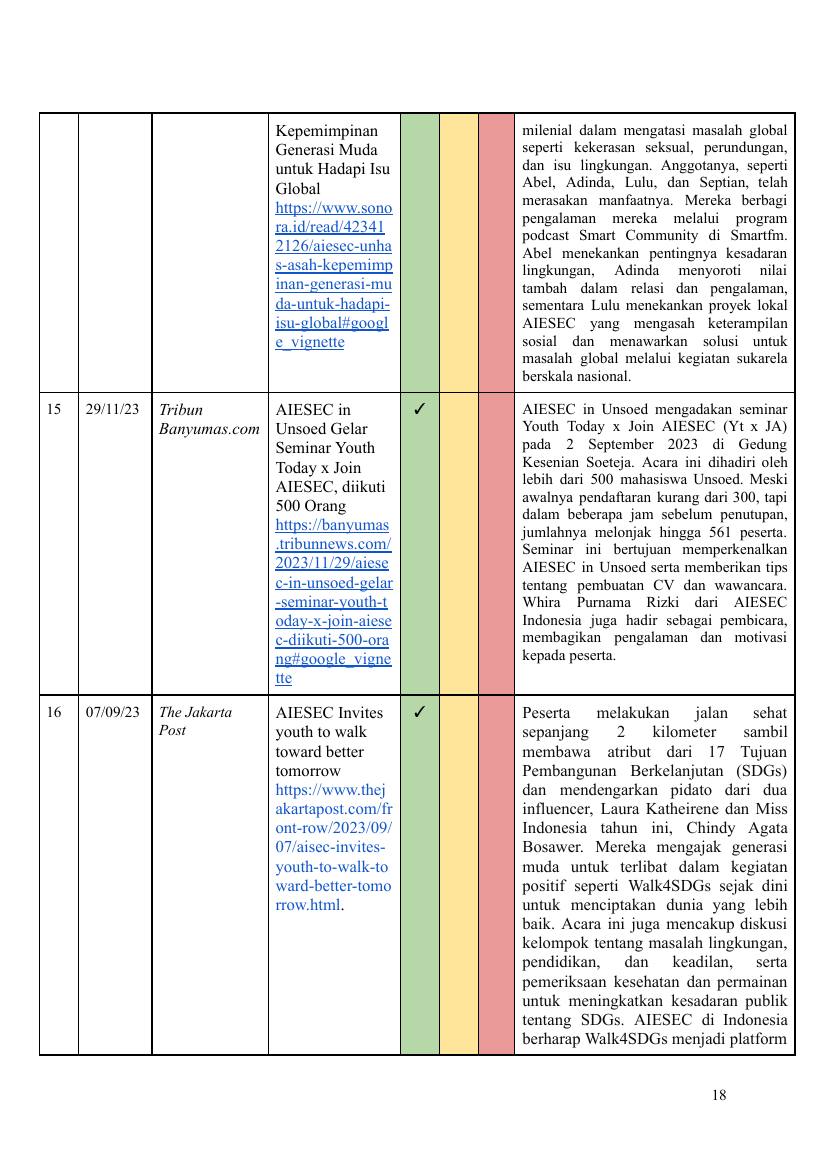 Kepemimpinan
Generasi Muda
untuk Hadapi Isu
Global
https://www.sono
ra.id/read/42341
2126/aiesec-unha
s-asah-kepemimp
inan-generasi-mu
da-untuk-hadapi-
isu-global#googl
e_vignette
milenial dalam mengatasi masalah global
seperti kekerasan seksual, perundungan,
dan isu lingkungan. Anggotanya, seperti
Abel, Adinda, Lulu, dan Septian, telah
merasakan manfaatnya. Mereka berbagi
pengalaman mereka melalui program
podcast Smart Community di Smartfm.
Abel menekankan pentingnya kesadaran
lingkungan, Adinda menyoroti nilai
tambah dalam relasi dan pengalaman,
sementara Lulu menekankan proyek lokal
AIESEC yang mengasah keterampilan
sosial dan menawarkan solusi untuk
masalah global melalui kegiatan sukarela
berskala nasional.
15
29/11/23
Tribun
Banyumas.com
AIESEC in
Unsoed Gelar
Seminar Youth
Today x Join
AIESEC, diikuti
500 Orang
https://banyumas
.tribunnews.com/
2023/11/29/aiese
c-in-unsoed-gelar
-seminar-youth-t
oday-x-join-aiese
c-diikuti-500-ora
ng#google_vigne
tte
✓
AIESEC in Unsoed mengadakan seminar
Youth Today x Join AIESEC (Yt x JA)
pada 2 September 2023 di Gedung
Kesenian Soeteja. Acara ini dihadiri oleh
lebih dari 500 mahasiswa Unsoed. Meski
awalnya pendaftaran kurang dari 300, tapi
dalam beberapa jam sebelum penutupan,
jumlahnya melonjak hingga 561 peserta.
Seminar ini bertujuan memperkenalkan
AIESEC in Unsoed serta memberikan tips
tentang pembuatan CV dan wawancara.
Whira Purnama Rizki dari AIESEC
Indonesia juga hadir sebagai pembicara,
membagikan pengalaman dan motivasi
kepada peserta.
16
07/09/23
The Jakarta
Post
AIESEC Invites
youth to walk
toward better
tomorrow
https://www.thej
akartapost.com/fr
ont-row/2023/09/
07/aisec-invites-
youth-to-walk-to
ward-better-tomo
rrow.html.
✓
Peserta melakukan jalan sehat
sepanjang 2 kilometer sambil
membawa atribut dari 17 Tujuan
Pembangunan Berkelanjutan (SDGs)
dan mendengarkan pidato dari dua
influencer, Laura Katheirene dan Miss
Indonesia tahun ini, Chindy Agata
Bosawer. Mereka mengajak generasi
muda untuk terlibat dalam kegiatan
positif seperti Walk4SDGs sejak dini
untuk menciptakan dunia yang lebih
baik. Acara ini juga mencakup diskusi
kelompok tentang masalah lingkungan,
pendidikan, dan keadilan, serta
pemeriksaan kesehatan dan permainan
untuk meningkatkan kesadaran publik
tentang SDGs. AIESEC di Indonesia
berharap Walk4SDGs menjadi platform
18